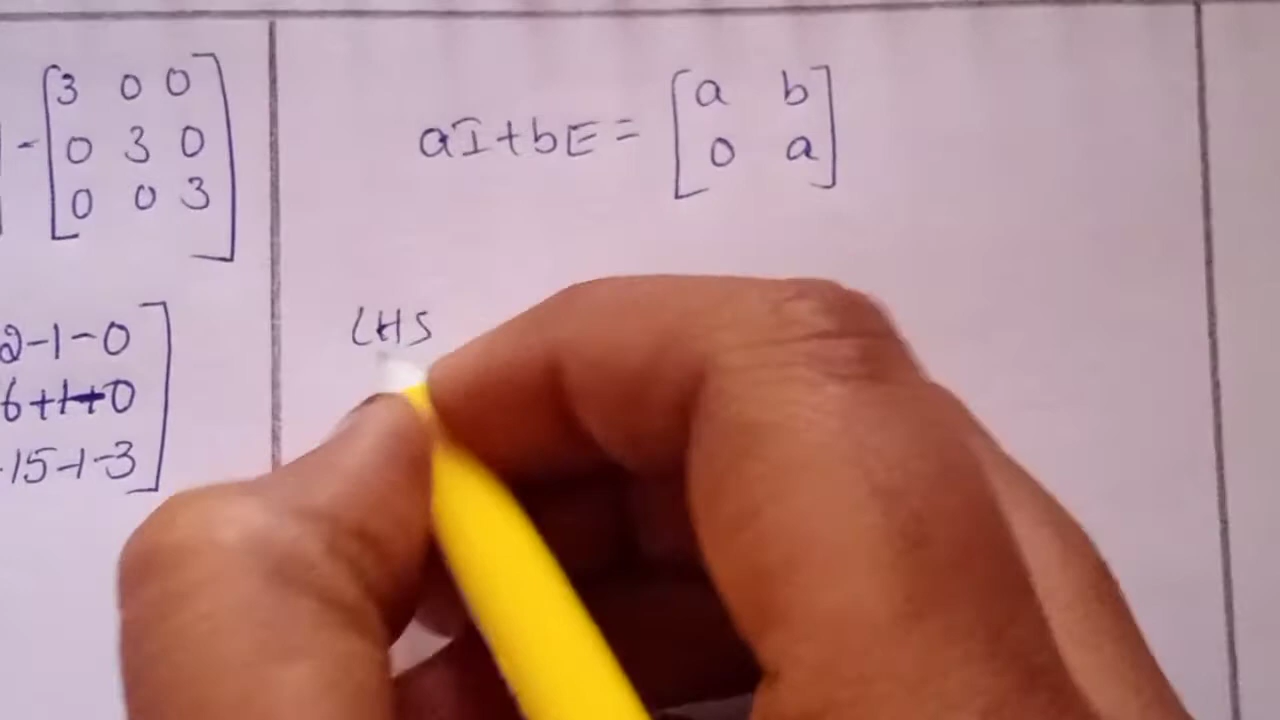 - [3 0 0
0 3 0
0 0 3]
2-1-0
6+1+0
-15-1-3]
aI+bE = [a b
0 a]
LHS